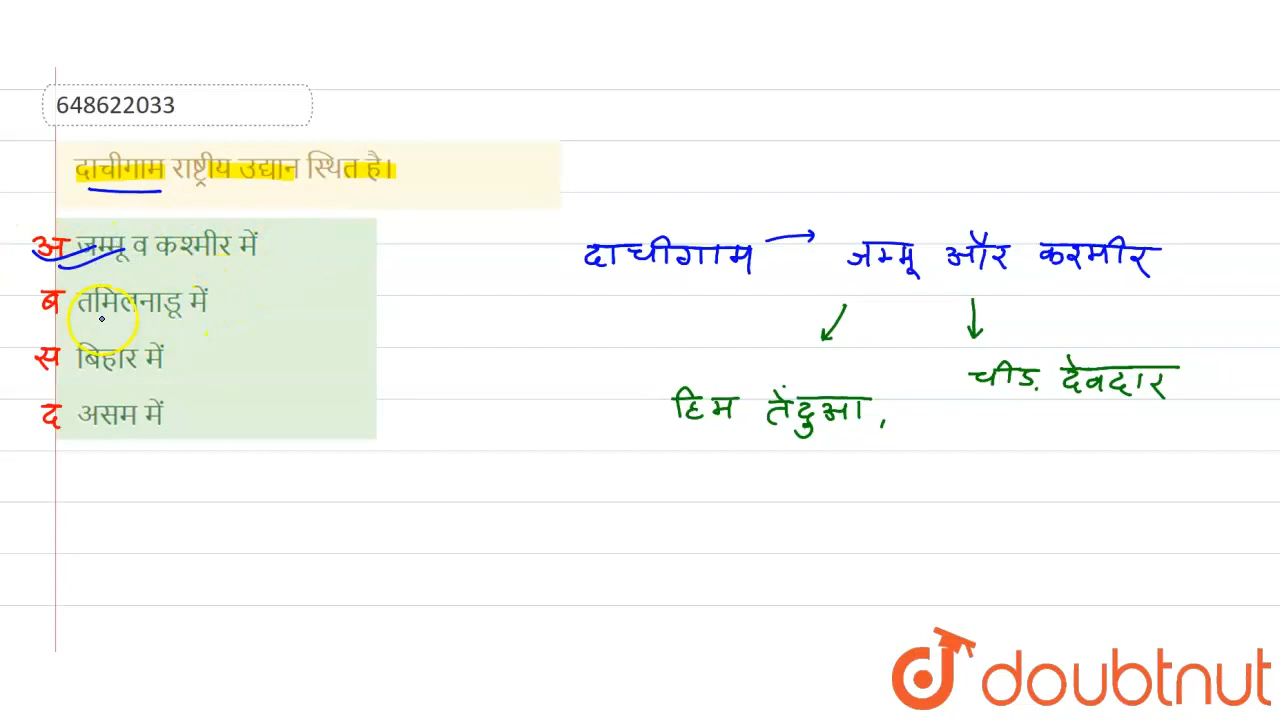 648622033
दाचीगाम राष्ट्रीय उद्यान स्थित है।
अ जम्मू व कश्मीर में
ब तमिलनाडू में
स बिहार में
द असम में
दाचीगाम → जम्मू और कश्मीर
चीड़, देवदार
हिम तेंदुआ,
doubtnut